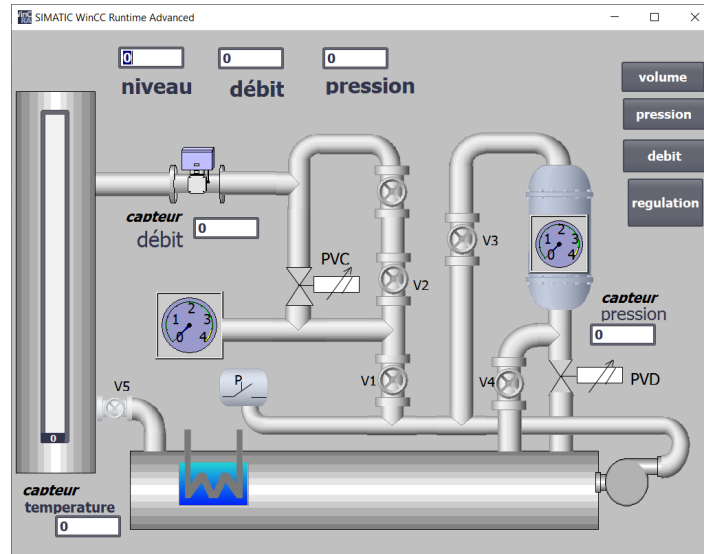 SIMATIC WinCC Runtime Advanced
0
0
0
niveau
débit
pression
volume
pression
debit
regulation
capteur
débit
0
PVC
V2
V3
0 1 2 3 4
capteur
pression
0
0 1 2 3 4
V1
V4
PVD
P
V5
0
capteur
temperature
0